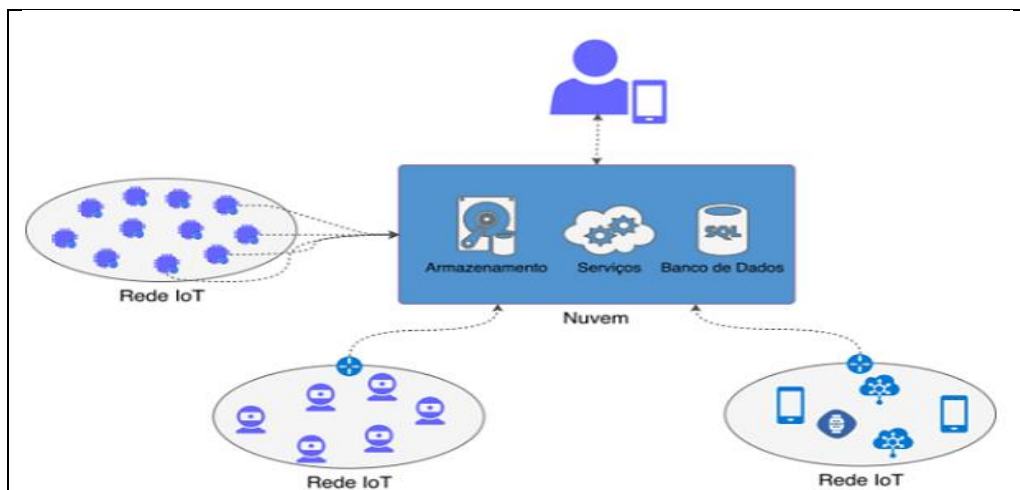 SQL
Armazenamento Serviços Banco de Dados
Rede IoT
Nuvem
Rede IoT
Rede IoT